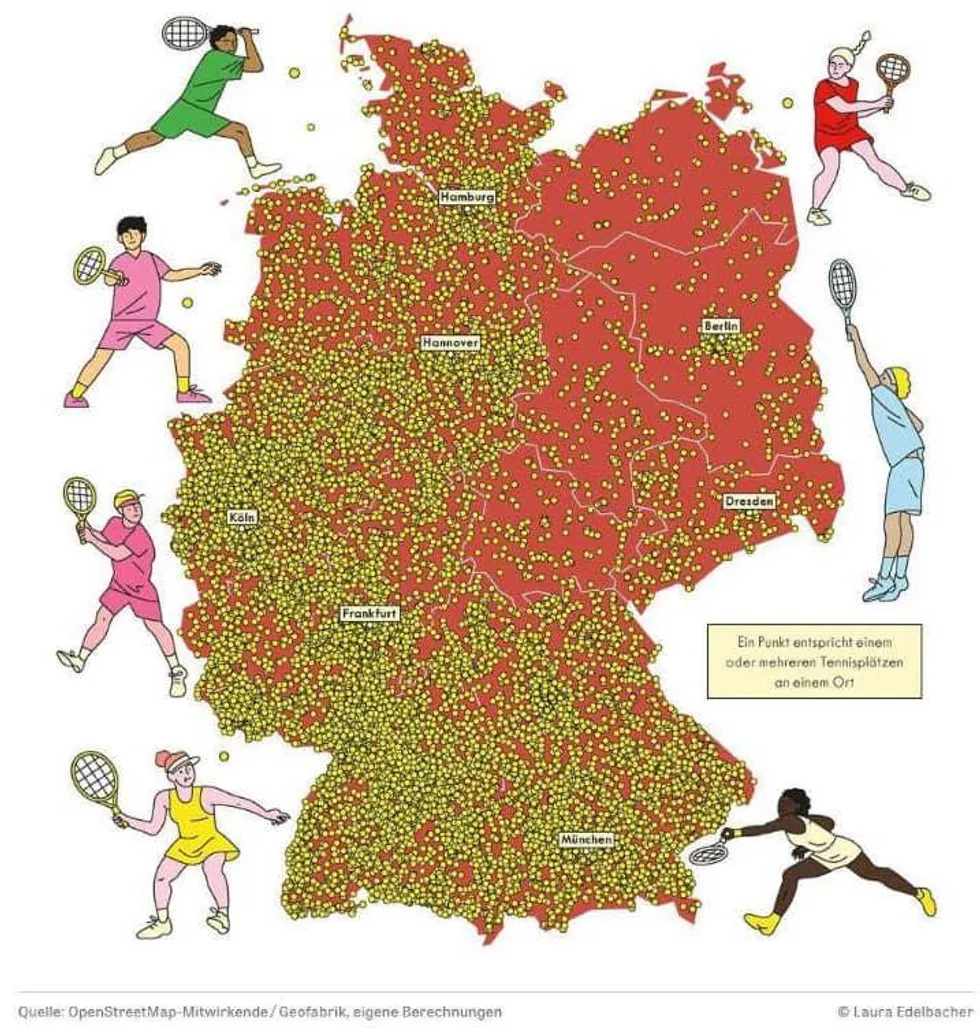 Hamburg
Hannover
Berlin
Köln
Dresden
Frankfurt
Ein Punkt entspricht einem
oder mehreren Tennisplätzen
an einem Ort
München
Quelle: OpenStreetMap-Mitwirkende / Geofabrik, eigene Berechnungen
© Laura Edelbacher